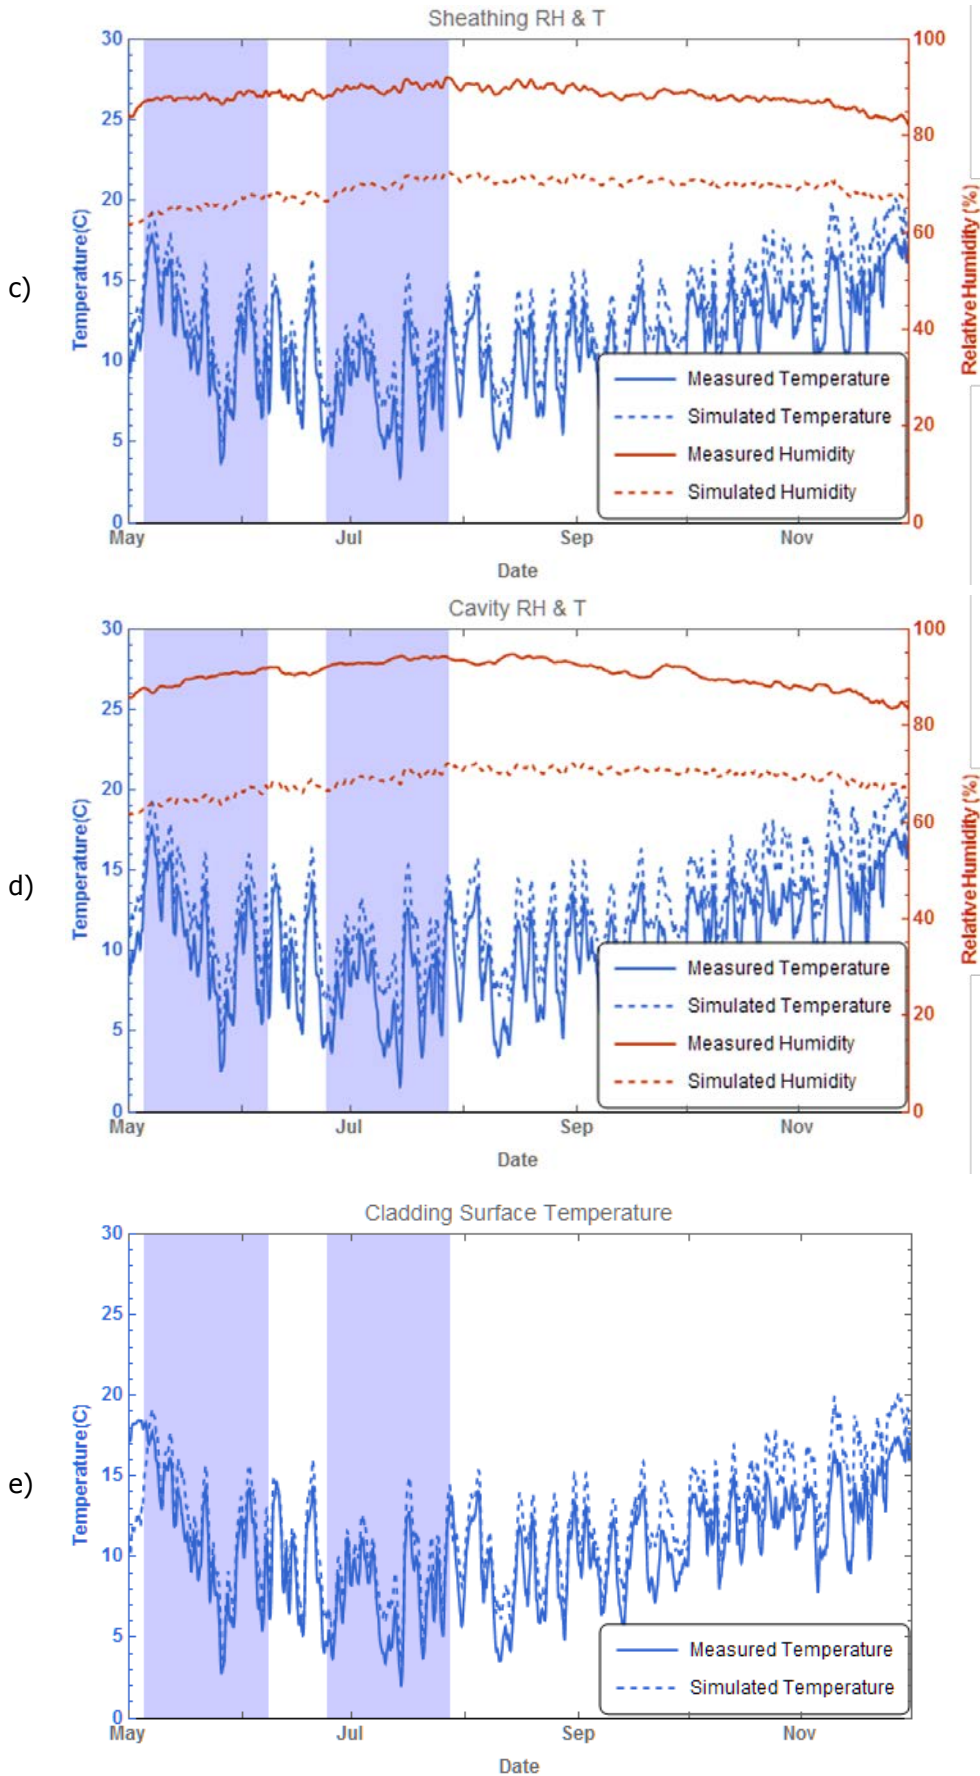 Sheathing RH & T
30
25
20
15
10
5
0
100
80
60
40
20
0
c)
Temperature(C)
Relative Humidity (%)
Measured Temperature
Simulated Temperature
Measured Humidity
Simulated Humidity
May
Jul
Sep
Nov
Date
Cavity RH & T
30
25
20
15
10
5
0
100
80
60
40
20
0
d)
Temperature(C)
Relative Humidity (%)
Measured Temperature
Simulated Temperature
Measured Humidity
Simulated Humidity
May
Jul
Sep
Nov
Date
Cladding Surface Temperature
30
25
20
15
10
5
0
e)
Temperature(C)
Measured Temperature
Simulated Temperature
May
Jul
Sep
Nov
Date